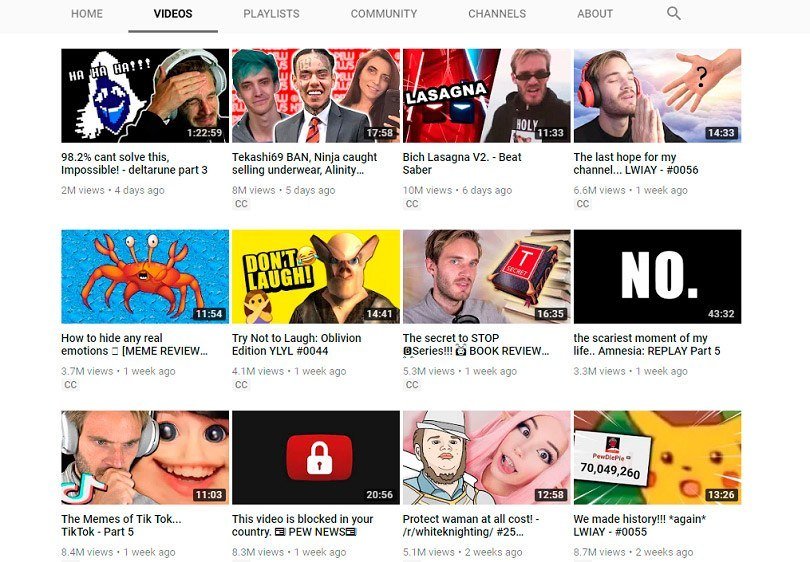 HOME VIDEOS PLAYLISTS COMMUNITY CHANNELS ABOUT
HA HA HA!!!
1:22:59
98.2% cant solve this,
Impossible! - deltarune part 3
2M views • 4 days ago
17:58
Tekashi69 BAN, Ninja caught
selling underwear, Alinity...
8M views • 5 days ago
CC
LASAGNA
HOLY
11:33
Bich Lasagna V2. - Beat
Saber
10M views • 6 days ago
?
14:33
The last hope for my
channel... LWIAY - #0056
6.6M views • 1 week ago
CC
11:54
How to hide any real
emotions [MEME REVIEW...
3.7M views • 1 week ago
CC
DON'T
LAUGH!
14:41
Try Not to Laugh: Oblivion
Edition YLYL #0044
4.1M views • 1 week ago
CC
T
SECRET
16:35
The secret to STOP
Series!!! BOOK REVIEW...
5.3M views • 1 week ago
CC
NO.
43:32
the scariest moment of my
life.. Amnesia: REPLAY Part 5
3.3M views • 1 week ago
11:03
The Memes of Tik Tok...
TikTok - Part 5
8.4M views • 1 week ago
20:56
This video is blocked in your
country. PEW NEWS
8.3M views • 1 week ago
12:58
Protect waman at all cost! -
/r/whiteknighting/ #25...
5.1M views • 2 weeks ago
PewDiePie
70,049,260
13:26
We made history!!! *again*
LWIAY - #0055
8.7M views • 2 weeks ago